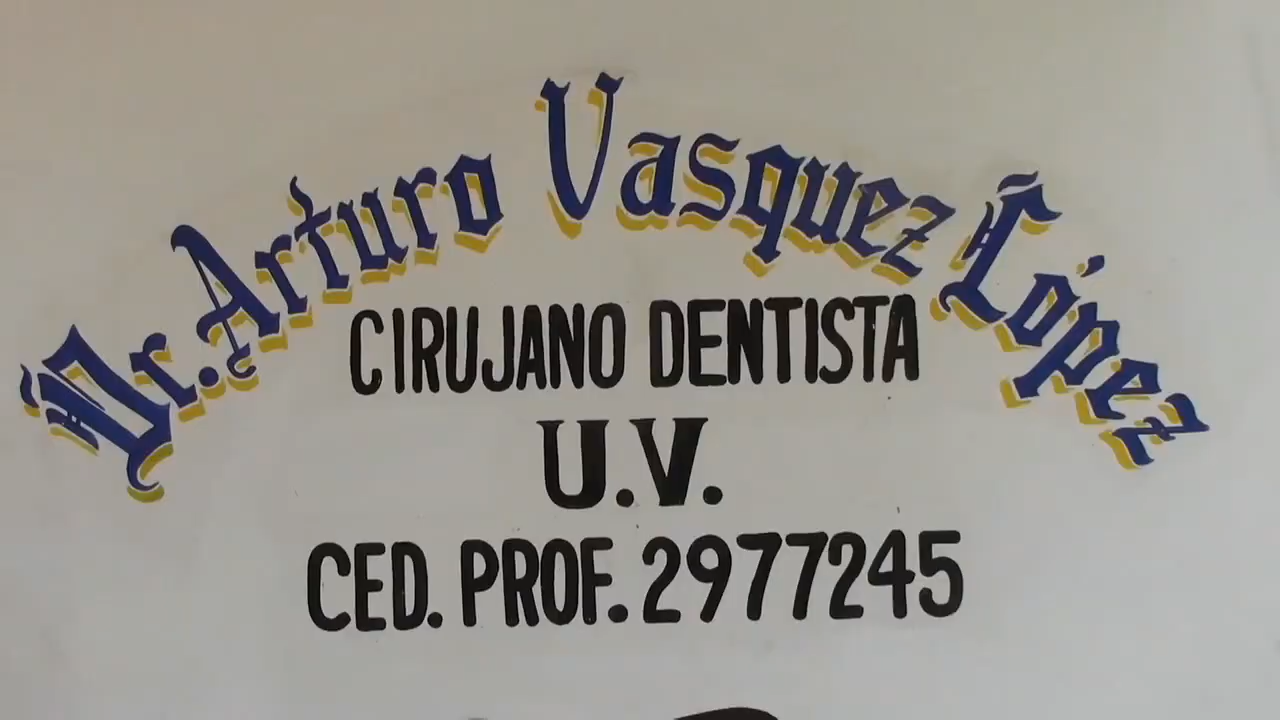 Dr. Arturo Vasquez López
CIRUJANO DENTISTA
U.V.
CED. PROF. 2977245